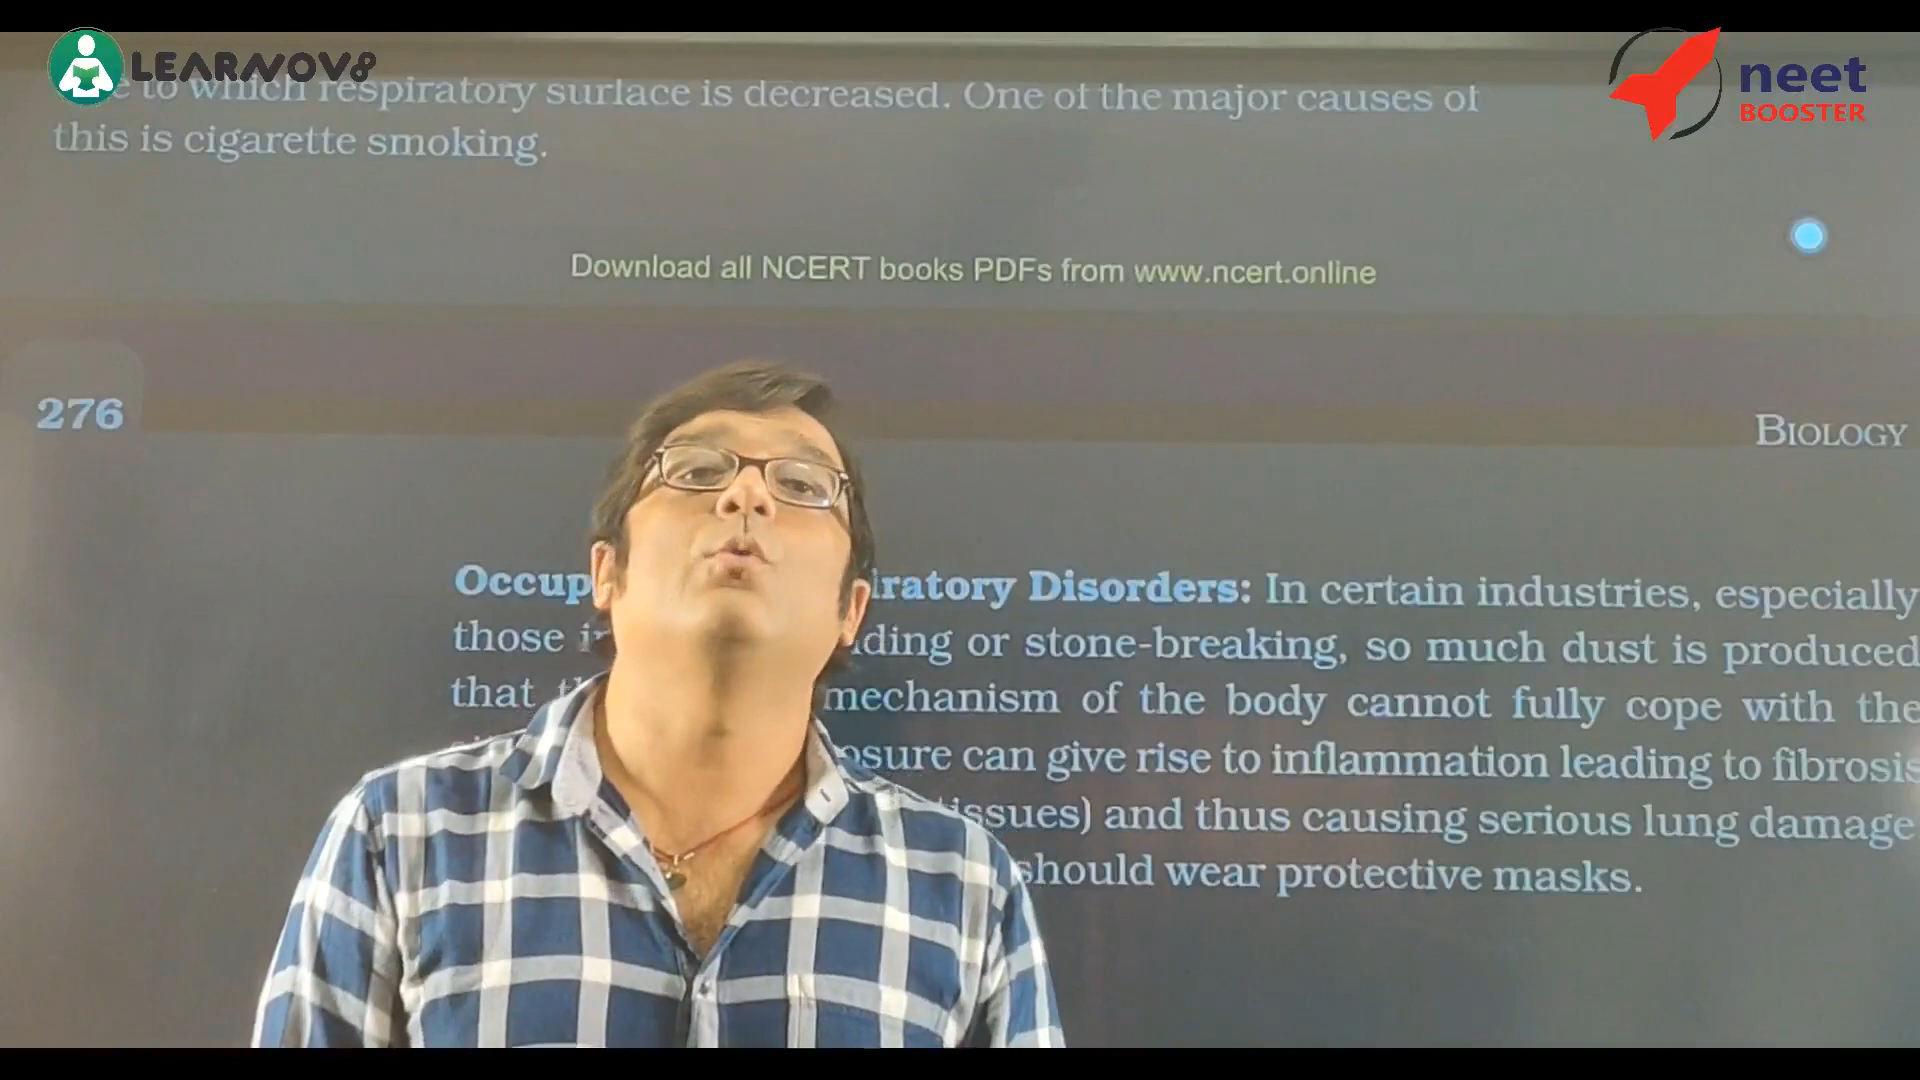 LEARNOV8
neet
BOOSTER
to which respiratory surface is decreased. One of the major causes of
this is cigarette smoking.
Download all NCERT books PDFs from www.ncert.online
276
BIOLOGY
Occup iratory Disorders: In certain industries, especially
those ding or stone-breaking, so much dust is produced
that mechanism of the body cannot fully cope with the
osure can give rise to inflammation leading to fibrosis
issues) and thus causing serious lung damage
should wear protective masks.